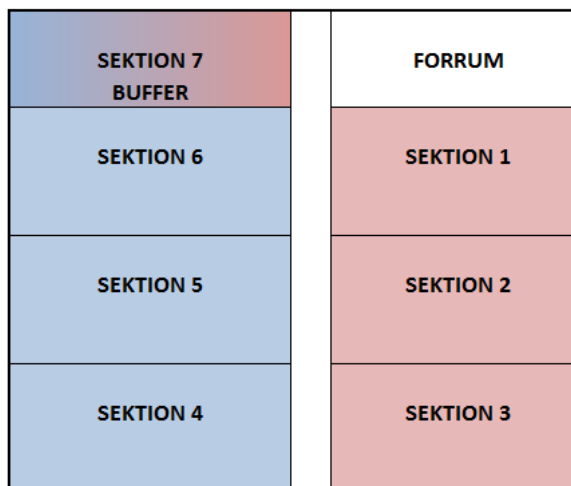 SEKTION 7
BUFFER
FORRUM
SEKTION 6
SEKTION 1
SEKTION 5
SEKTION 2
SEKTION 4
SEKTION 3